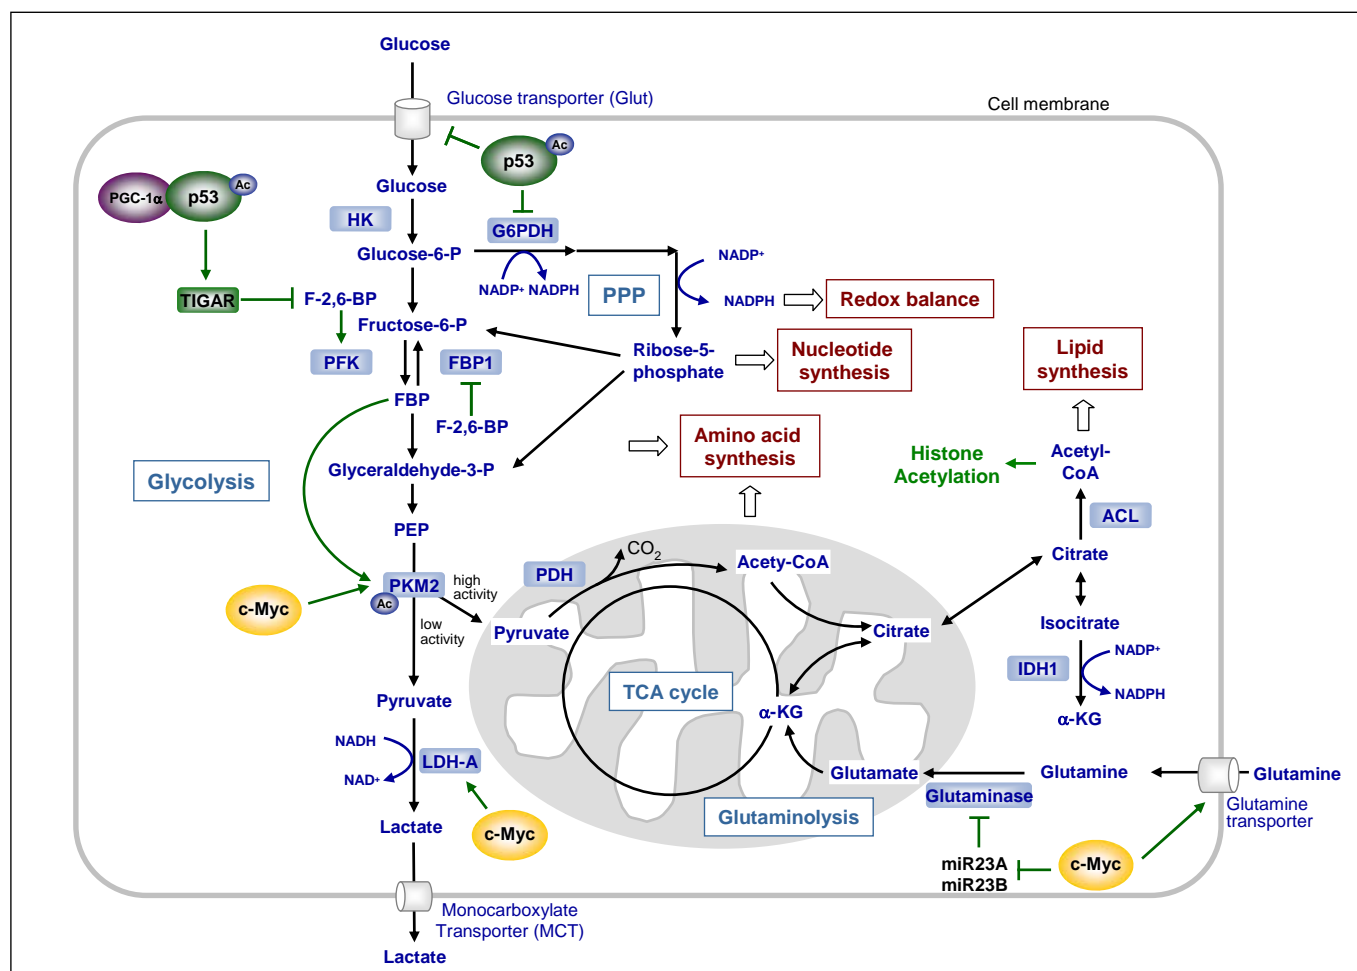 Glucose
Glucose transporter (Glut)
Cell membrane
p53
Ac
PGC-1α
p53
Ac
Glucose
HK
G6PDH
Glucose-6-P
NADP+
NADP+ NADPH
PPP
NADPH
Redox balance
TIGAR
F-2,6-BP
Fructose-6-P
Ribose-5-
phosphate
Nucleotide
synthesis
Lipid
synthesis
PFK
FBP1
FBP
F-2,6-BP
Amino acid
synthesis
Histone
Acetylation
Acetyl-
CoA
Glyceraldehyde-3-P
Glycolysis
PEP
ACL
CO2
Acety-CoA
Citrate
PDH
PKM2
high
activity
Ac
c-Myc
low
activity
Pyruvate
Citrate
Isocitrate
NADP+
IDH1
NADPH
TCA cycle
Pyruvate
α-KG
α-KG
NADH
LDH-A
NAD+
Glutamate
Glutamine
Glutamine
Glutaminase
Glutamine
transporter
Glutaminolysis
Lactate
c-Myc
miR23A
miR23B
c-Myc
Monocarboxylate
Transporter (MCT)
Lactate